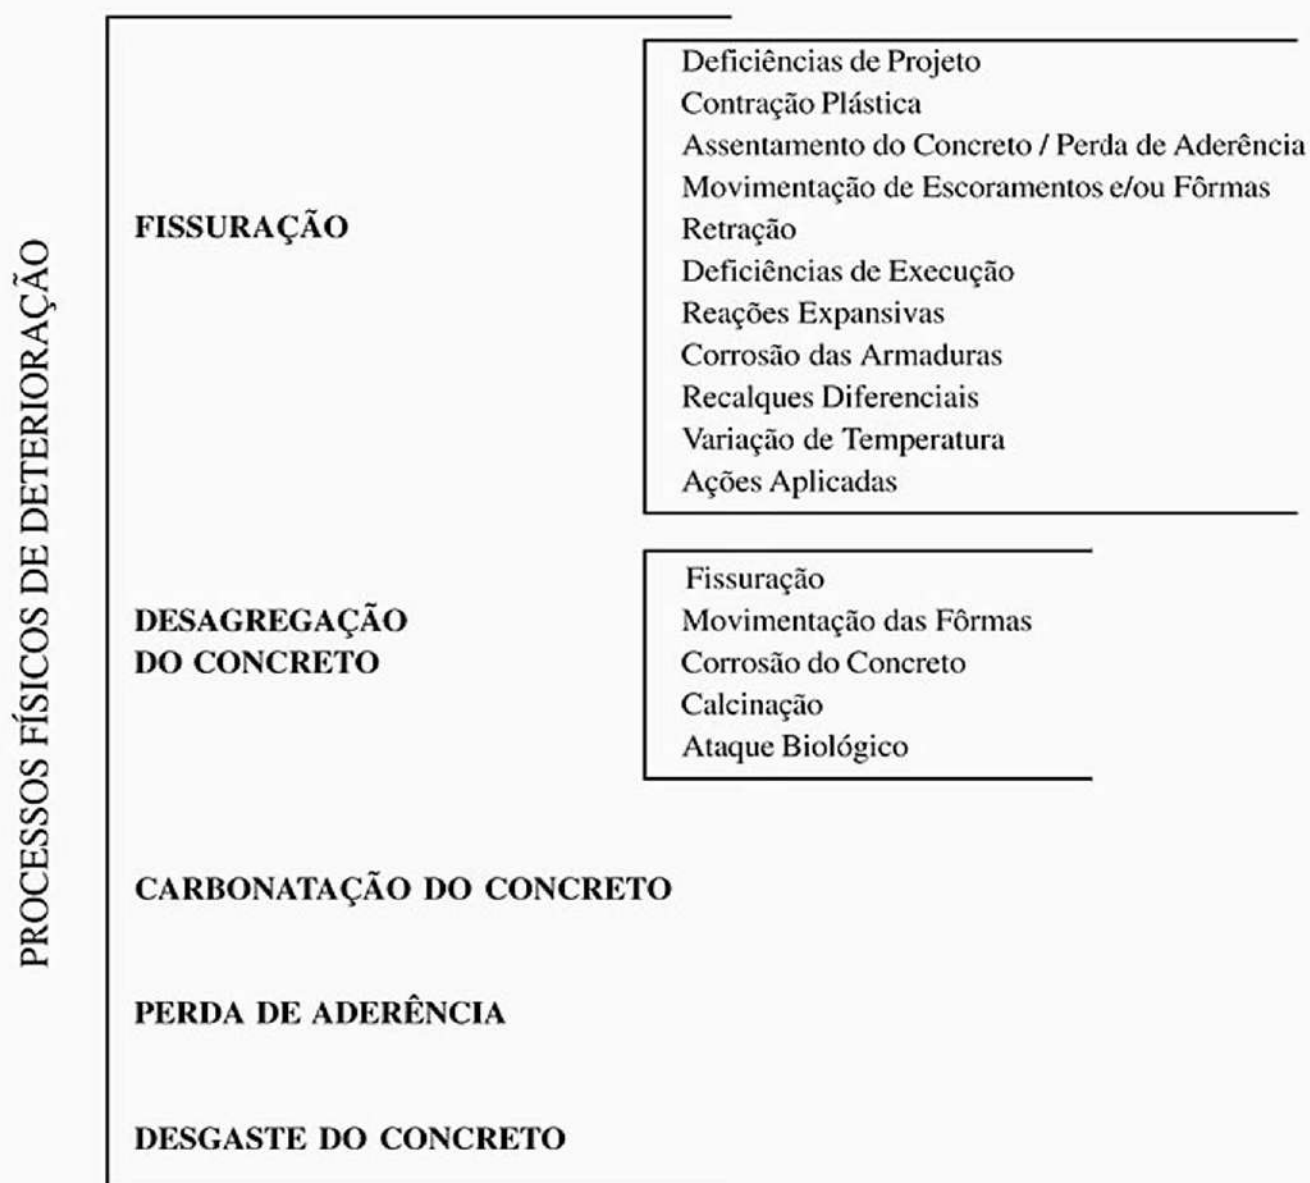 PROCESSOS FÍSICOS DE DETERIORAÇÃO
FISSURAÇÃO
Deficiências de Projeto
Contração Plástica
Assentamento do Concreto / Perda de Aderência
Movimentação de Escoramentos e/ou Fôrmas
Retração
Deficiências de Execução
Reações Expansivas
Corrosão das Armaduras
Recalques Diferenciais
Variação de Temperatura
Ações Aplicadas
DESAGREGAÇÃO
DO CONCRETO
Fissuração
Movimentação das Fôrmas
Corrosão do Concreto
Calcinação
Ataque Biológico
CARBONATAÇÃO DO CONCRETO
PERDA DE ADERÊNCIA
DESGASTE DO CONCRETO